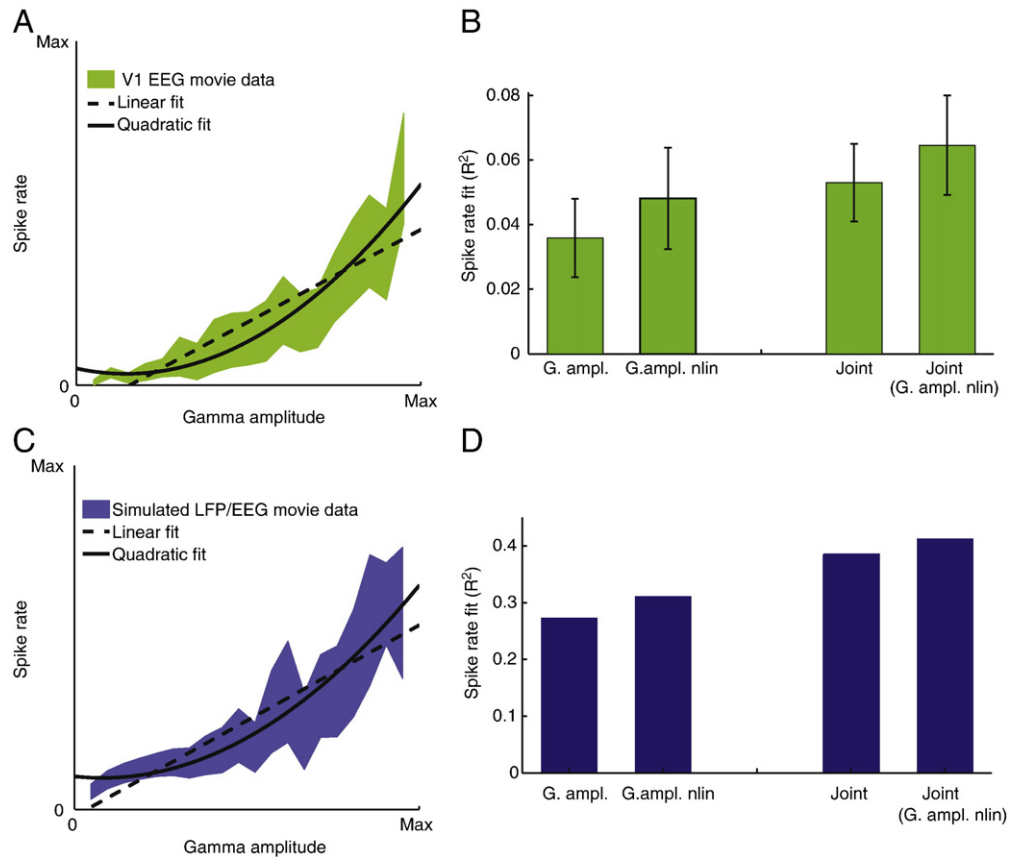 A
Max
V1 EEG movie data
Linear fit
Quadratic fit
Spike rate
0
0
Max
Gamma amplitude
B
0.08
0.06
0.04
0.02
0
Spike rate fit (R²)
G. ampl.
G.ampl. nlin
Joint
Joint
(G. ampl. nlin)
C
Max
Simulated LFP/EEG movie data
Linear fit
Quadratic fit
Spike rate
0
0
Max
Gamma amplitude
D
0.4
0.3
0.2
0.1
0
Spike rate fit (R²)
G. ampl.
G.ampl. nlin
Joint
Joint
(G. ampl. nlin)